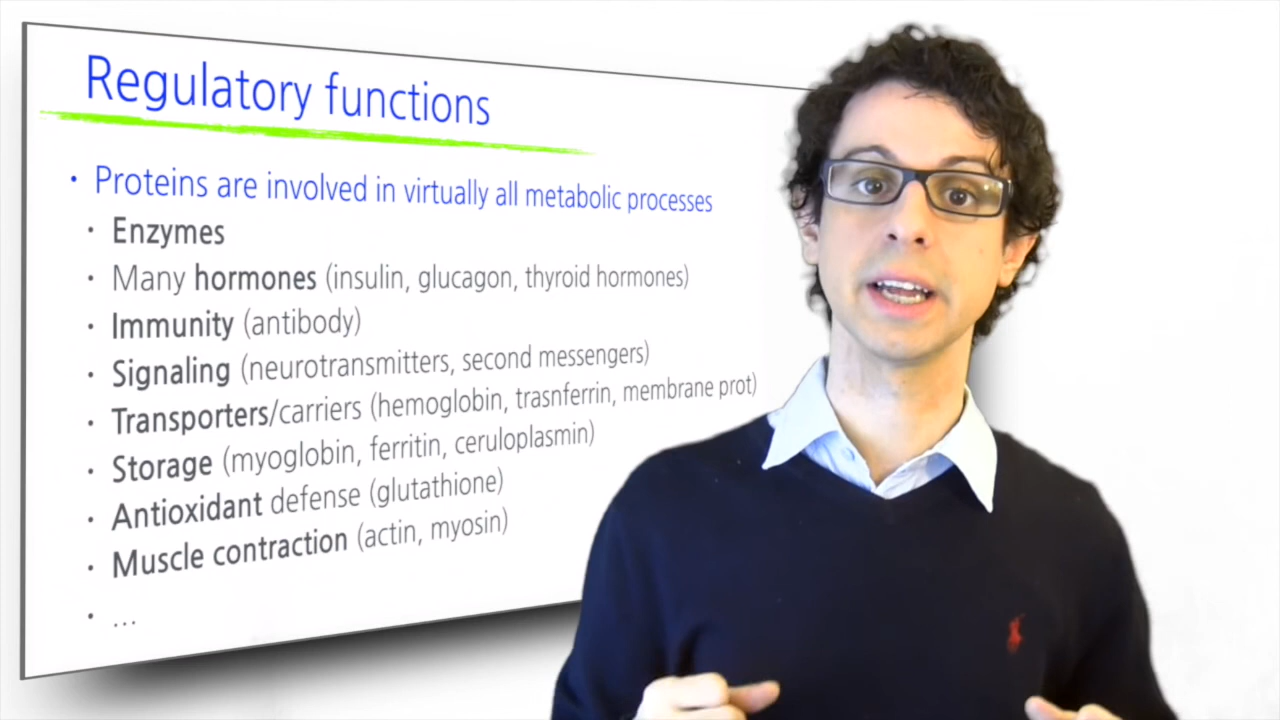 Regulatory functions
• Proteins are involved in virtually all metabolic processes
• Enzymes
• Many hormones (insulin, glucagon, thyroid hormones)
• Immunity (antibody)
• Signaling (neurotransmitters, second messengers)
• Transporters/carriers (hemoglobin, trasnferrin, membrane prot)
• Storage (myoglobin, ferritin, ceruloplasmin)
• Antioxidant defense (glutathione)
• Muscle contraction (actin, myosin)
• ...